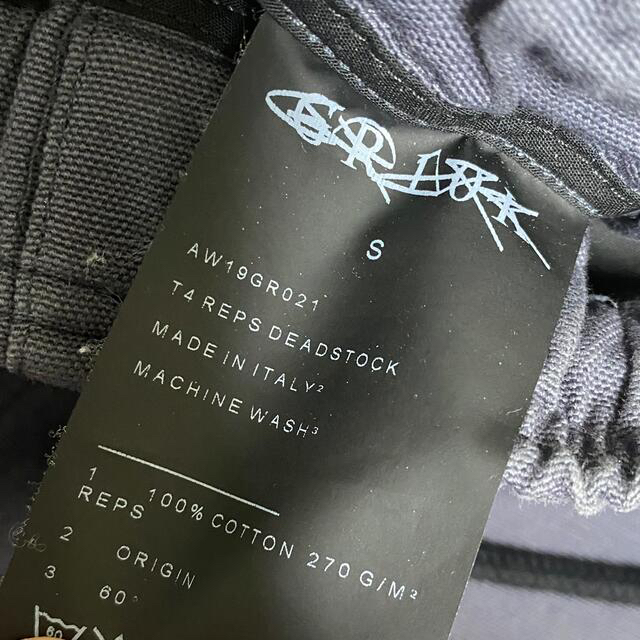 S
AW19GR021
T4 REPS DEADSTOCK
MADE IN ITALY²
MACHINE WASH³
1 100% COTTON 270 G/M²
REPS
2 ORIGIN
3 60°
60